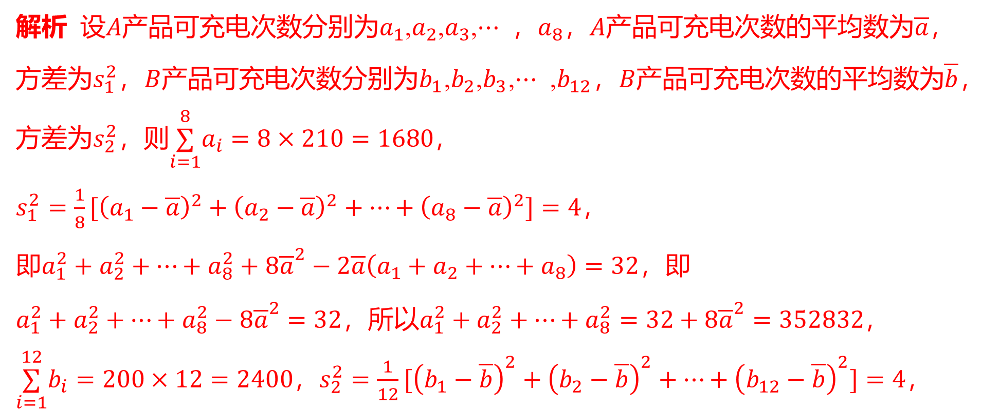 解析 设$A$产品可充电次数分别为$a_1,a_2,a_3,\cdots ，a_8$，$A$产品可充电次数的平均数为$\overline{a}$，
方差为$s_1^2$，$B$产品可充电次数分别为$b_1,b_2,b_3,\cdots ,b_{12}$，$B$产品可充电次数的平均数为$\overline{b}$，
方差为$s_2^2$，则$\sum_{i=1}^{8} a_i = 8 \times 210 = 1680$，
$s_1^2 = \frac{1}{8}[(a_1 - \overline{a})^2 + (a_2 - \overline{a})^2 + \cdots + (a_8 - \overline{a})^2] = 4$，
即$a_1^2 + a_2^2 + \cdots + a_8^2 + 8\overline{a}^2 - 2\overline{a}(a_1 + a_2 + \cdots + a_8) = 32$，即
$a_1^2 + a_2^2 + \cdots + a_8^2 - 8\overline{a}^2 = 32$，所以$a_1^2 + a_2^2 + \cdots + a_8^2 = 32 + 8\overline{a}^2 = 352832$，
$\sum_{i=1}^{12} b_i = 200 \times 12 = 2400$，$s_2^2 = \frac{1}{12}[(b_1 - \overline{b})^2 + (b_2 - \overline{b})^2 + \cdots + (b_{12} - \overline{b})^2] = 4$，